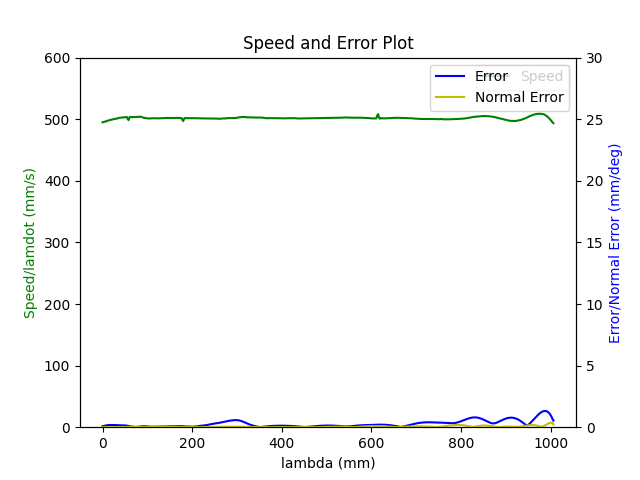 Speed and Error Plot
600
500
400
300
200
100
0
Speed/lamdot (mm/s)
0
200
400
600
800
1000
lambda (mm)
30
25
20
15
10
5
0
Error/Normal Error (mm/deg)
Speed
Error
Normal Error